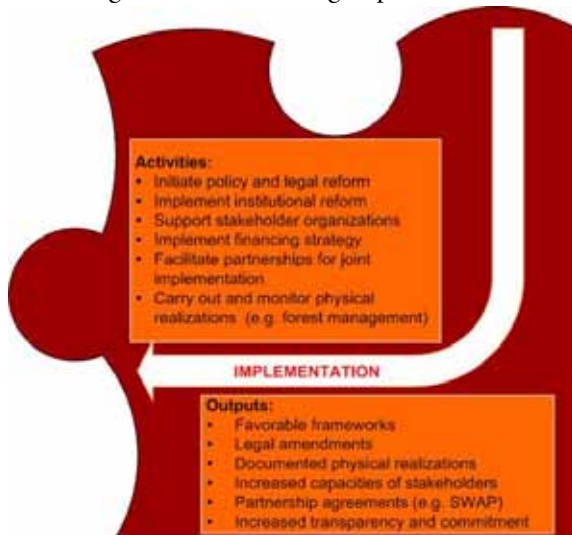 Activities:
• Initiate policy and legal reform
• Implement institutional reform
• Support stakeholder organizations
• Implement financing strategy
• Facilitate partnerships for joint
implementation
• Carry out and monitor physical
realizations (e.g. forest management)
IMPLEMENTATION
Outputs:
• Favorable frameworks
• Legal amendments
• Documented physical realizations
• Increased capacities of stakeholders
• Partnership agreements (e.g. SWAP)
• Increased transparency and commitment